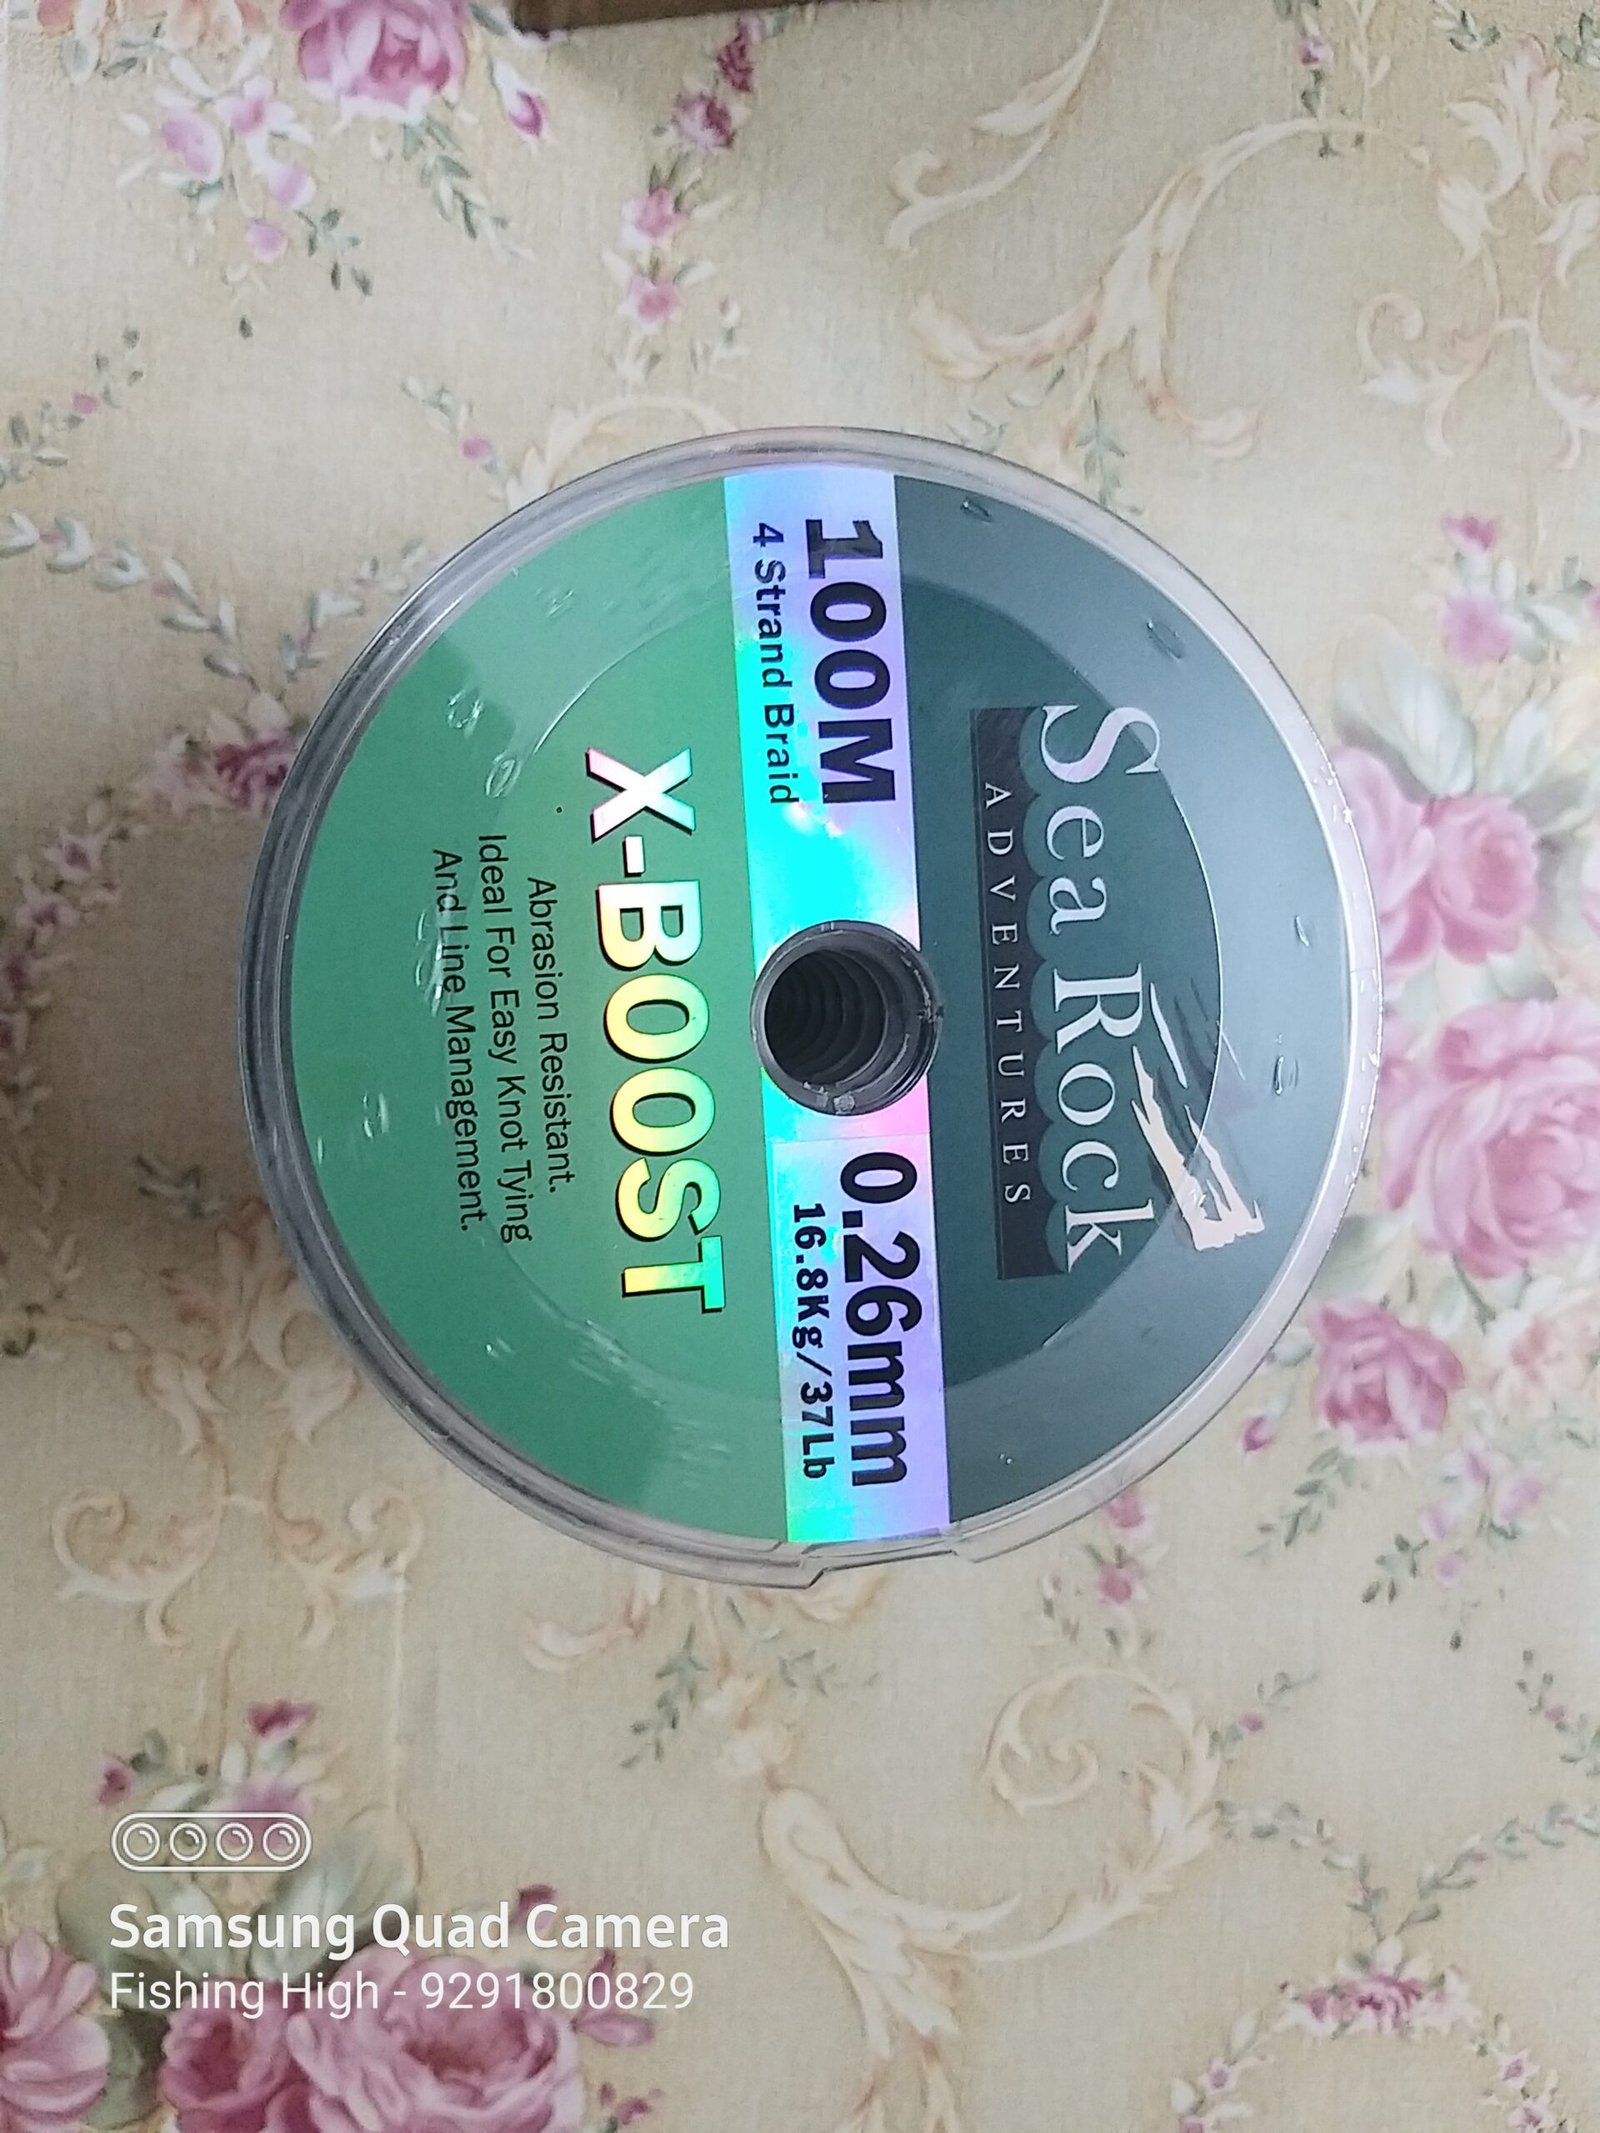 Sea Rock
ADVENTURES
100M
4 Strand Braid
0.26mm
16.8Kg/37Lb
X-BOOST
Abrasion Resistant.
Ideal For Easy Knot Tying
And Line Management.
Samsung Quad Camera
Fishing High - 9291800829